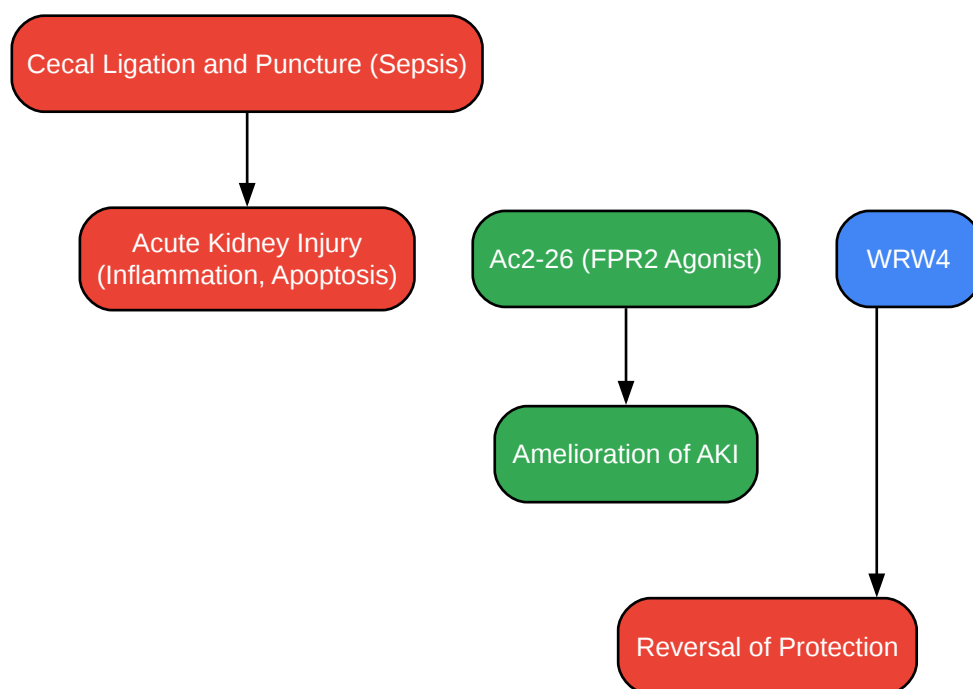 Cecal Ligation and Puncture (Sepsis)
Acute Kidney Injury
(Inflammation, Apoptosis)
Ac2-26 (FPR2 Agonist)
WRW4
Amelioration of AKI
Reversal of Protection